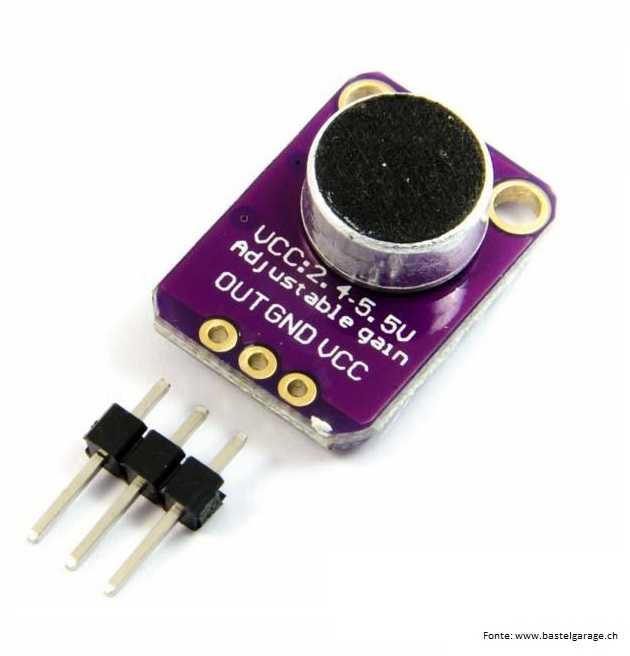 VCC:2.4-5.5V
Adjustable gain
OUT GND VCC
Fonte: www.bastelgarage.ch